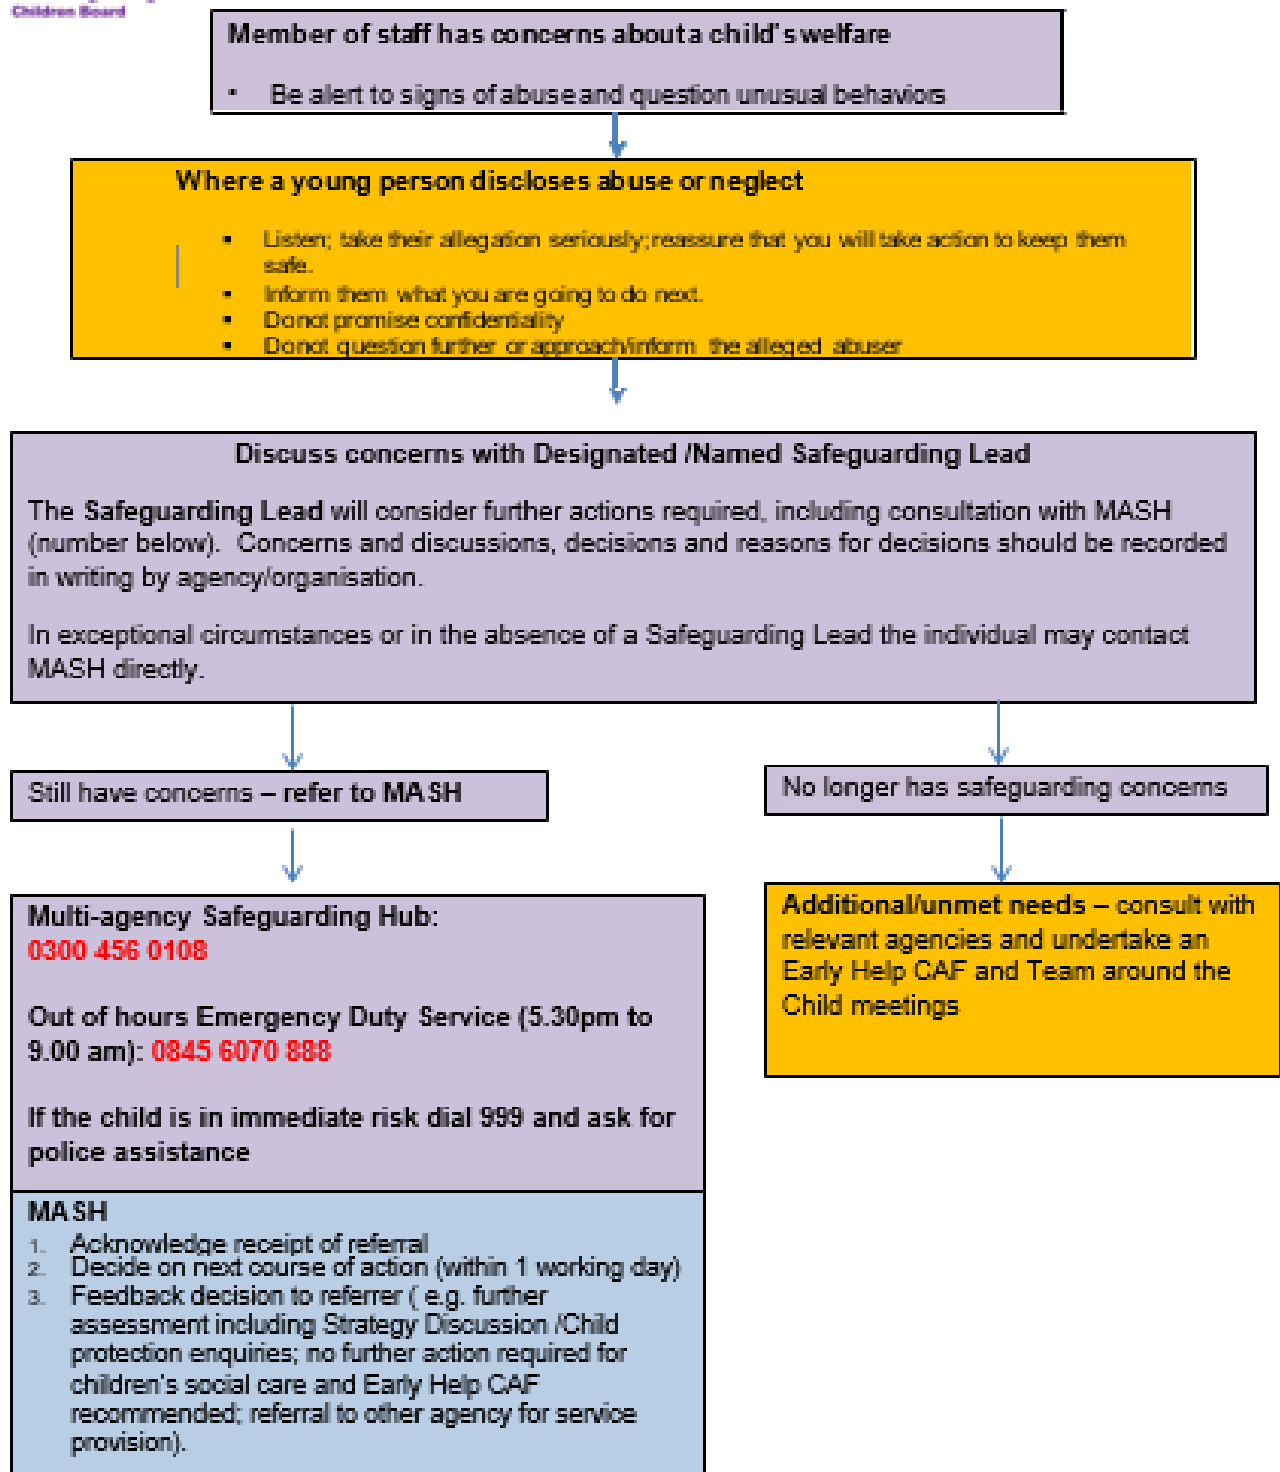 Children Board
Member of staff has concerns about a child's welfare
▪ Be alert to signs of abuse and question unusual behaviors
Where a young person discloses abuse or neglect
▪ Listen; take their allegation seriously; reassure that you will take action to keep them
safe.
▪ Inform them what you are going to do next.
▪ Do not promise confidentiality
▪ Do not question further or approach/inform the alleged abuser
Discuss concerns with Designated /Named Safeguarding Lead
The Safeguarding Lead will consider further actions required, including consultation with MASH
(number below). Concerns and discussions, decisions and reasons for decisions should be recorded
in writing by agency/organisation.
In exceptional circumstances or in the absence of a Safeguarding Lead the individual may contact
MASH directly.
Still have concerns – refer to MASH
No longer has safeguarding concerns
Multi-agency Safeguarding Hub:
0300 456 0108
Out of hours Emergency Duty Service (5.30pm to
9.00 am): 0845 6070 888
If the child is in immediate risk dial 999 and ask for
police assistance
Additional/unmet needs – consult with
relevant agencies and undertake an
Early Help CAF and Team around the
Child meetings
MASH
1. Acknowledge receipt of referral
2. Decide on next course of action (within 1 working day)
3. Feedback decision to referrer ( e.g. further
assessment including Strategy Discussion /Child
protection enquiries; no further action required for
children's social care and Early Help CAF
recommended; referral to other agency for service
provision).